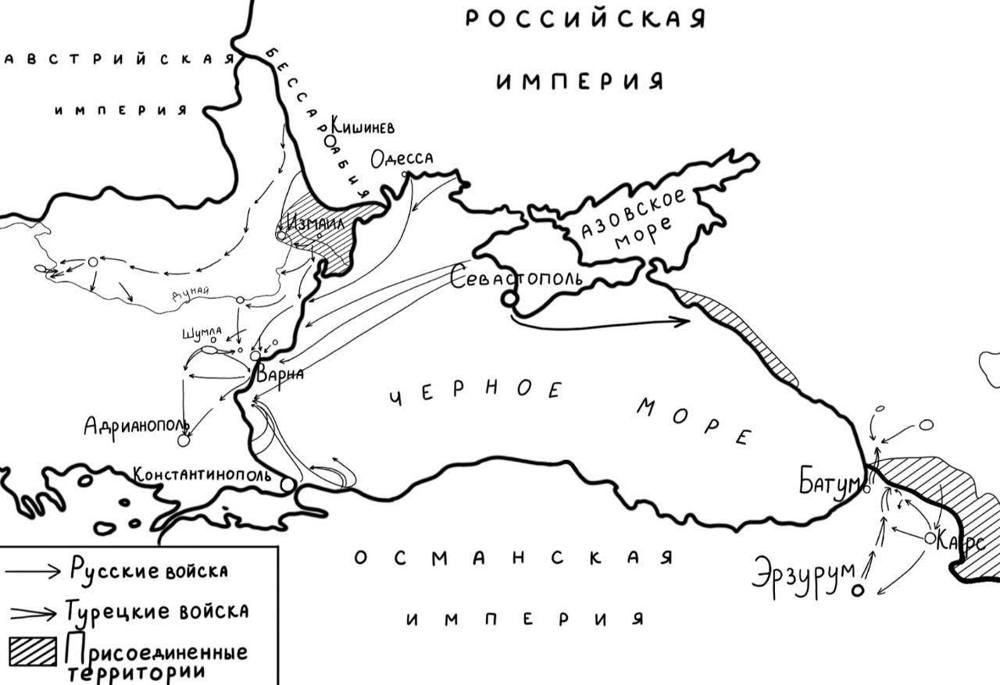 РОССИЙСКАЯ
ИМПЕРИЯ
АВСТРИЙСКАЯ
ИМПЕРИЯ
БЕССАРАБИЯ
Кишинев
Одесса
Измаил
АЗОВСКОЕ
МОРЕ
Севастополь
Дунай
Шумла
Варна
ЧЕРНОЕ МОРЕ
Адрианополь
Константинополь
Батум
Карс
Эрзурум
ОСМАНСКАЯ
ИМПЕРИЯ
Русские войска
Турецкие войска
Присоединенные
территории